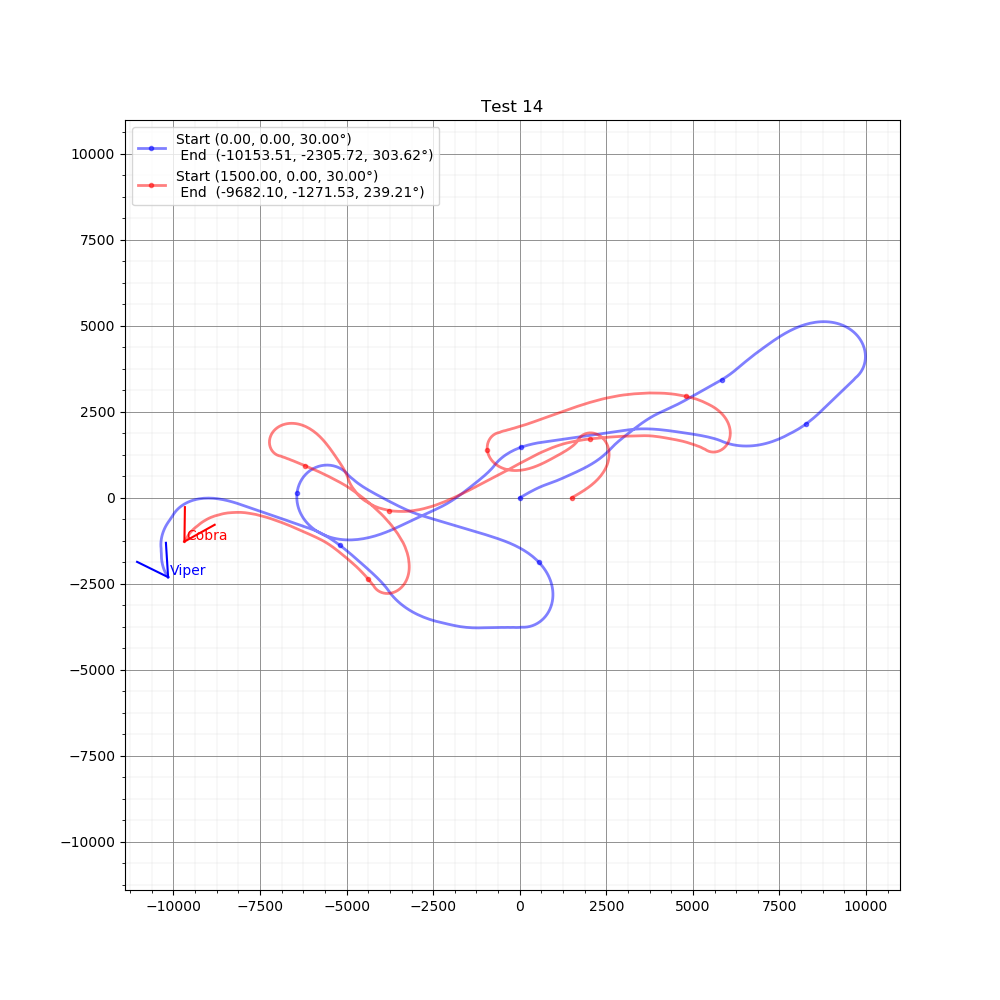 Test 14
Start (0.00, 0.00, 30.00°)
End  (-10153.51, -2305.72, 303.62°)
Start (1500.00, 0.00, 30.00°)
End  (-9682.10, -1271.53, 239.21°)
10000
7500
5000
2500
0
−2500
−5000
−7500
−10000
Cobra
Viper
−10000 −7500 −5000 −2500 0 2500 5000 7500 10000